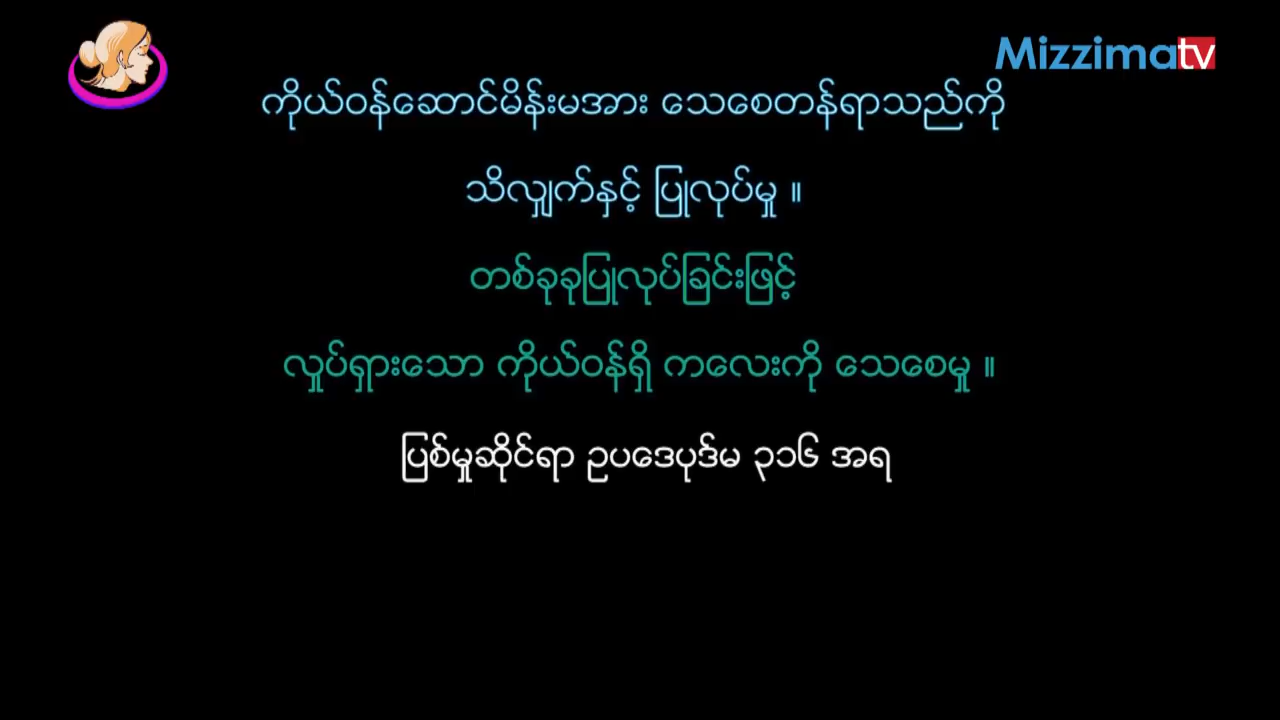 Mizzimatv
ကိုယ်ဝန်ဆောင်မိန်းမအား သေစေတန်ရာသည်ကို
သိလျှက်နှင့် ပြုလုပ်မှု ။
တစ်ခုခုပြုလုပ်ခြင်းဖြင့်
လှုပ်ရှားသော ကိုယ်ဝန်ရှိ ကလေးကို သေစေမှု ။
ပြစ်မှုဆိုင်ရာ ဥပဒေပုဒ်မ ၃၁၆ အရ